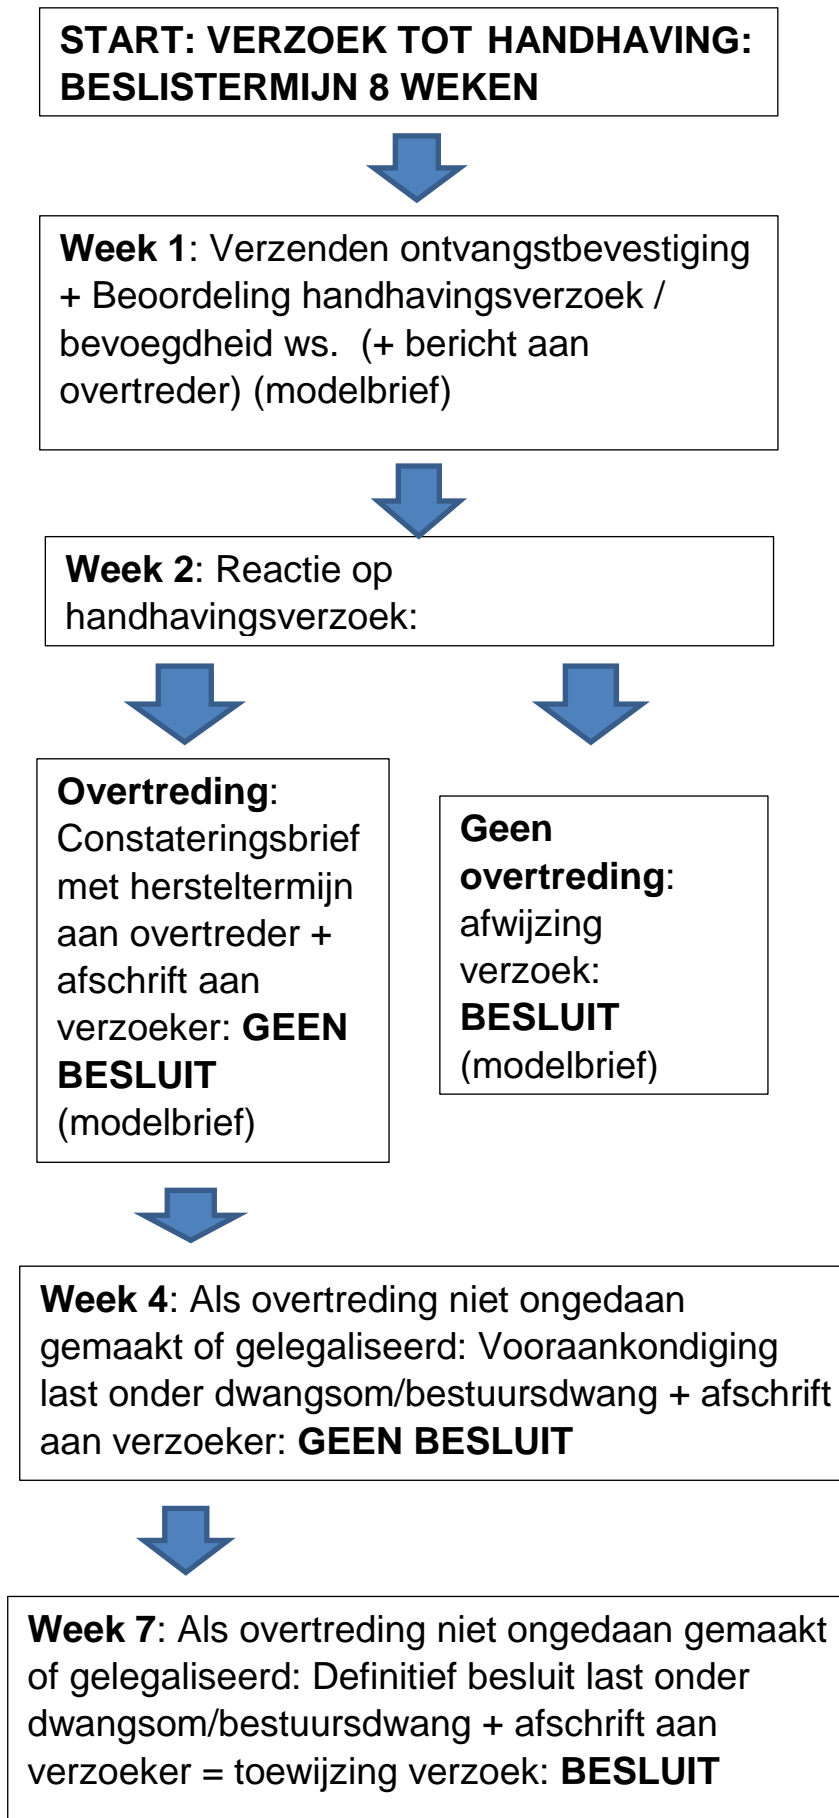 START: VERZOEK TOT HANDHAVING:
BESLISTERMIJN 8 WEKEN
Week 1: Verzenden ontvangstbevestiging
+ Beoordeling handhavingsverzoek /
bevoegdheid ws. (+ bericht aan
overtreder) (modelbrief)
Week 2: Reactie op
handhavingsverzoek:
Overtreding:
Constateringsbrief
met hersteltermijn
aan overtreder +
afschrift aan
verzoeker: GEEN
BESLUIT
(modelbrief)
Geen
overtreding:
afwijzing
verzoek:
BESLUIT
(modelbrief)
Week 4: Als overtreding niet ongedaan
gemaakt of gelegaliseerd: Vooraankondiging
last onder dwangsom/bestuursdwang + afschrift
aan verzoeker: GEEN BESLUIT
Week 7: Als overtreding niet ongedaan gemaakt
of gelegaliseerd: Definitief besluit last onder
dwangsom/bestuursdwang + afschrift aan
verzoeker = toewijzing verzoek: BESLUIT